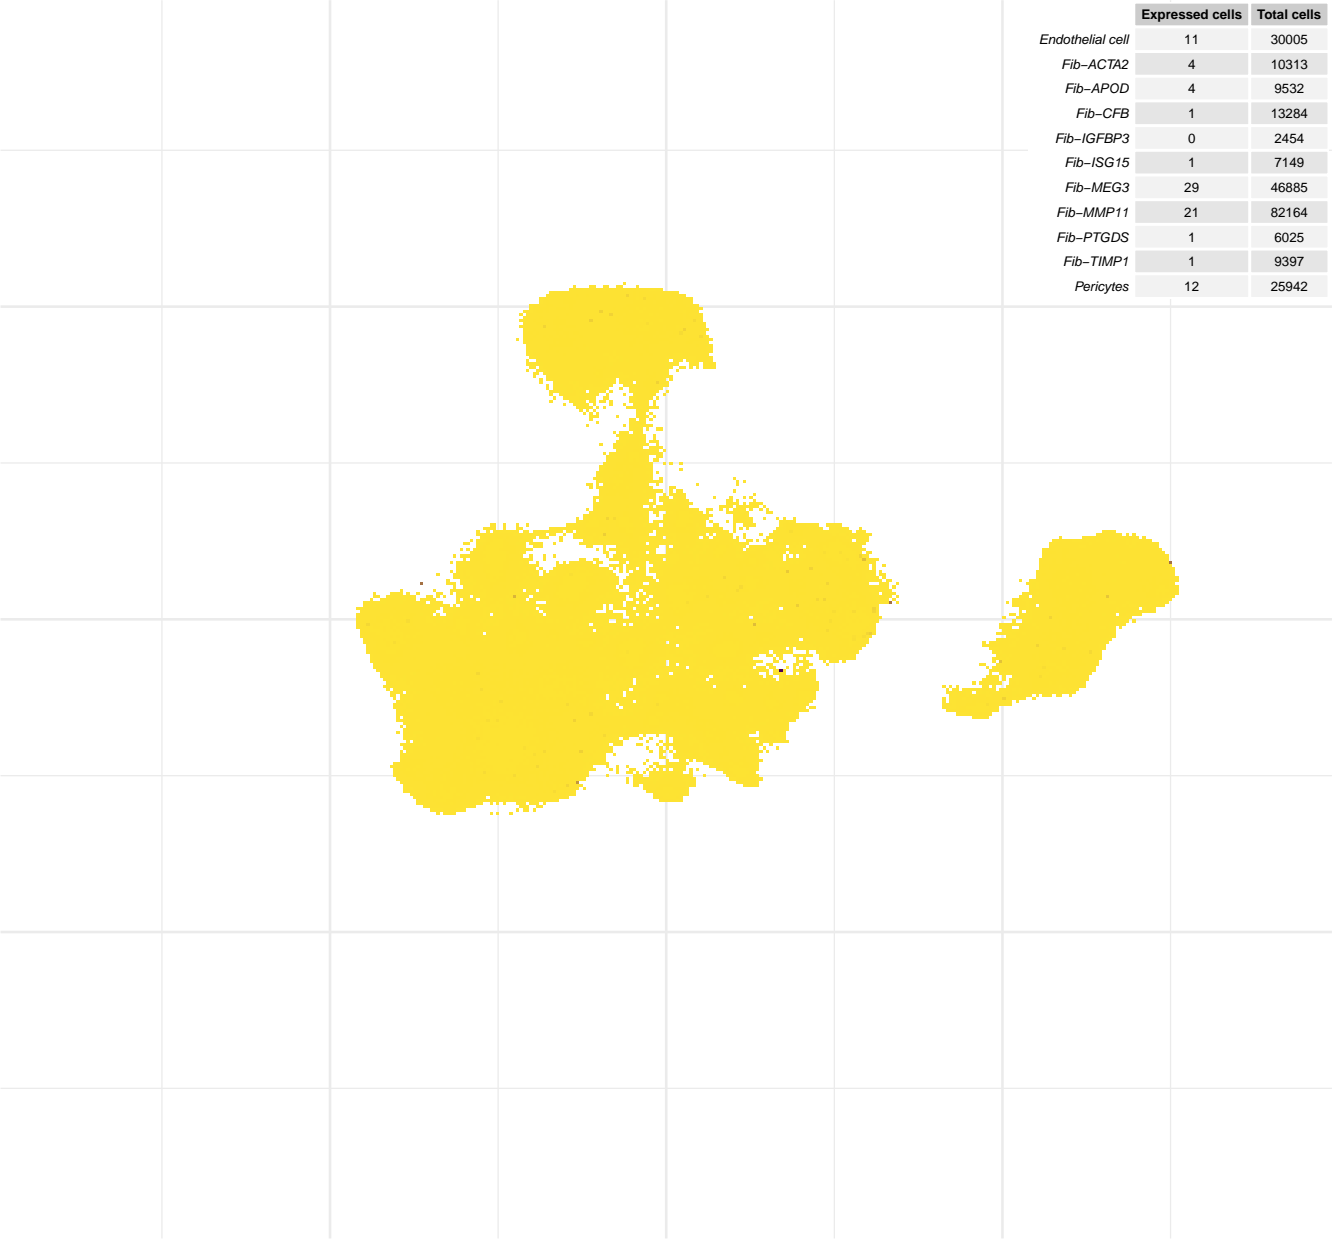 Expressed cells Total cells
Endothelial cell 11 30005
Fib−ACTA2 4 10313
Fib−APOD 4 9532
Fib−CFB 1 13284
Fib−IGFBP3 0 2454
Fib−ISG15 1 7149
Fib−MEG3 29 46885
Fib−MMP11 21 82164
Fib−PTGDS 1 6025
Fib−TIMP1 1 9397
Pericytes 12 25942